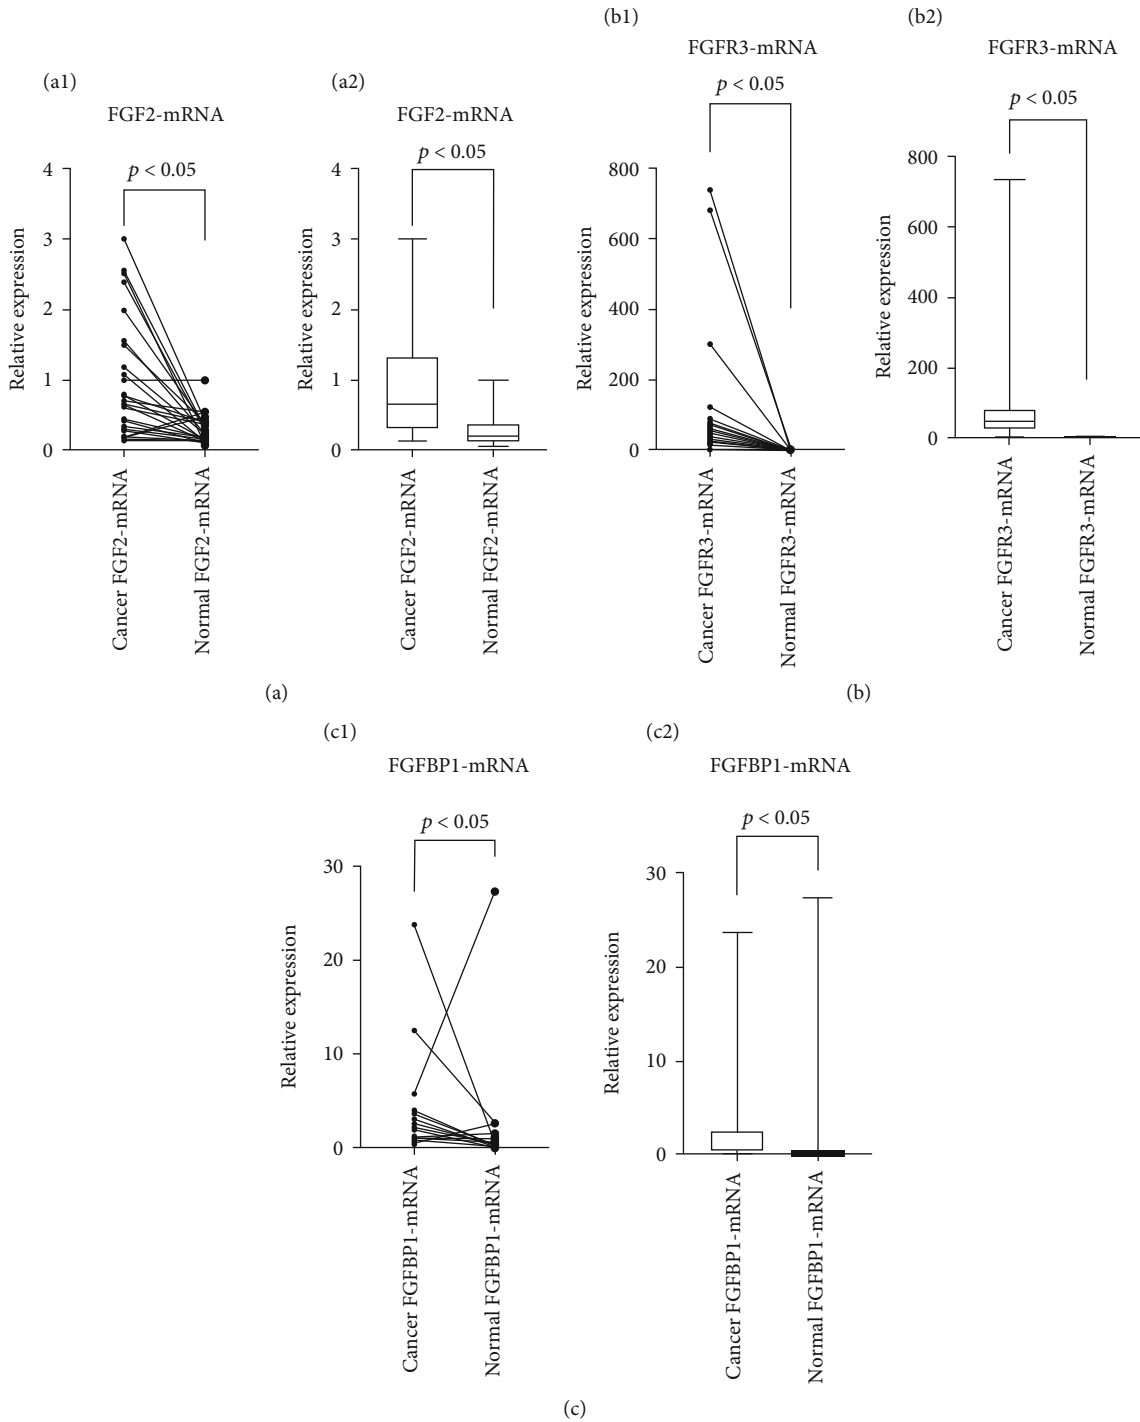 (a1)
FGF2-mRNA
p < 0.05
4
3
2
1
0
Relative expression
Cancer FGF2-mRNA
Normal FGF2-mRNA
(a2)
FGF2-mRNA
p < 0.05
4
3
2
1
0
Relative expression
Cancer FGF2-mRNA
Normal FGF2-mRNA
(a)
(b1)
FGFR3-mRNA
p < 0.05
800
600
400
200
0
Relative expression
Cancer FGFR3-mRNA
Normal FGFR3-mRNA
(b2)
FGFR3-mRNA
p < 0.05
800
600
400
200
0
Relative expression
Cancer FGFR3-mRNA
Normal FGFR3-mRNA
(b)
(c1)
FGFBP1-mRNA
p < 0.05
30
20
10
0
Relative expression
Cancer FGFBP1-mRNA
Normal FGFBP1-mRNA
(c2)
FGFBP1-mRNA
p < 0.05
30
20
10
0
Relative expression
Cancer FGFBP1-mRNA
Normal FGFBP1-mRNA
(c)